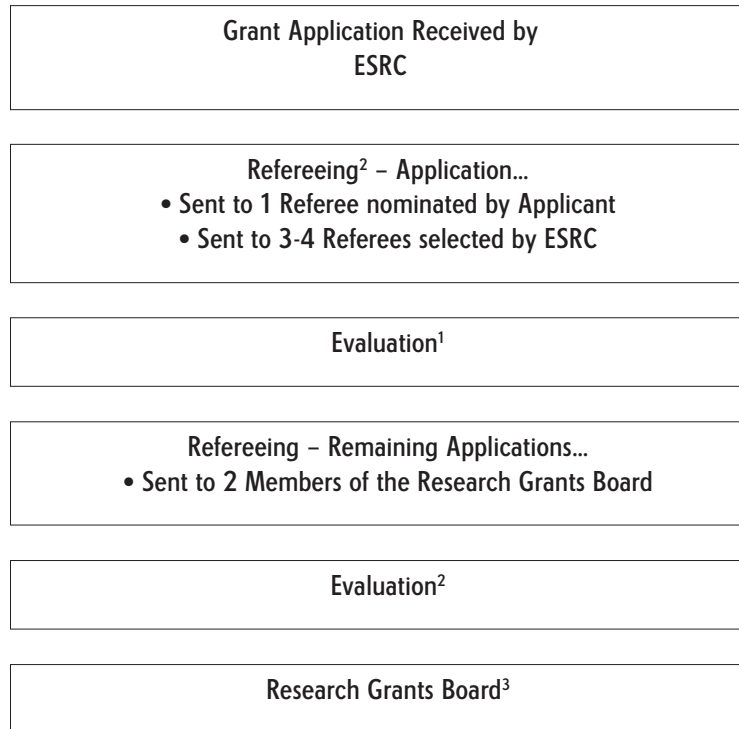 Grant Application Received by
ESRC
Refereeing² – Application...
• Sent to 1 Referee nominated by Applicant
• Sent to 3-4 Referees selected by ESRC
Evaluation¹
Refereeing – Remaining Applications...
• Sent to 2 Members of the Research Grants Board
Evaluation²
Research Grants Board³